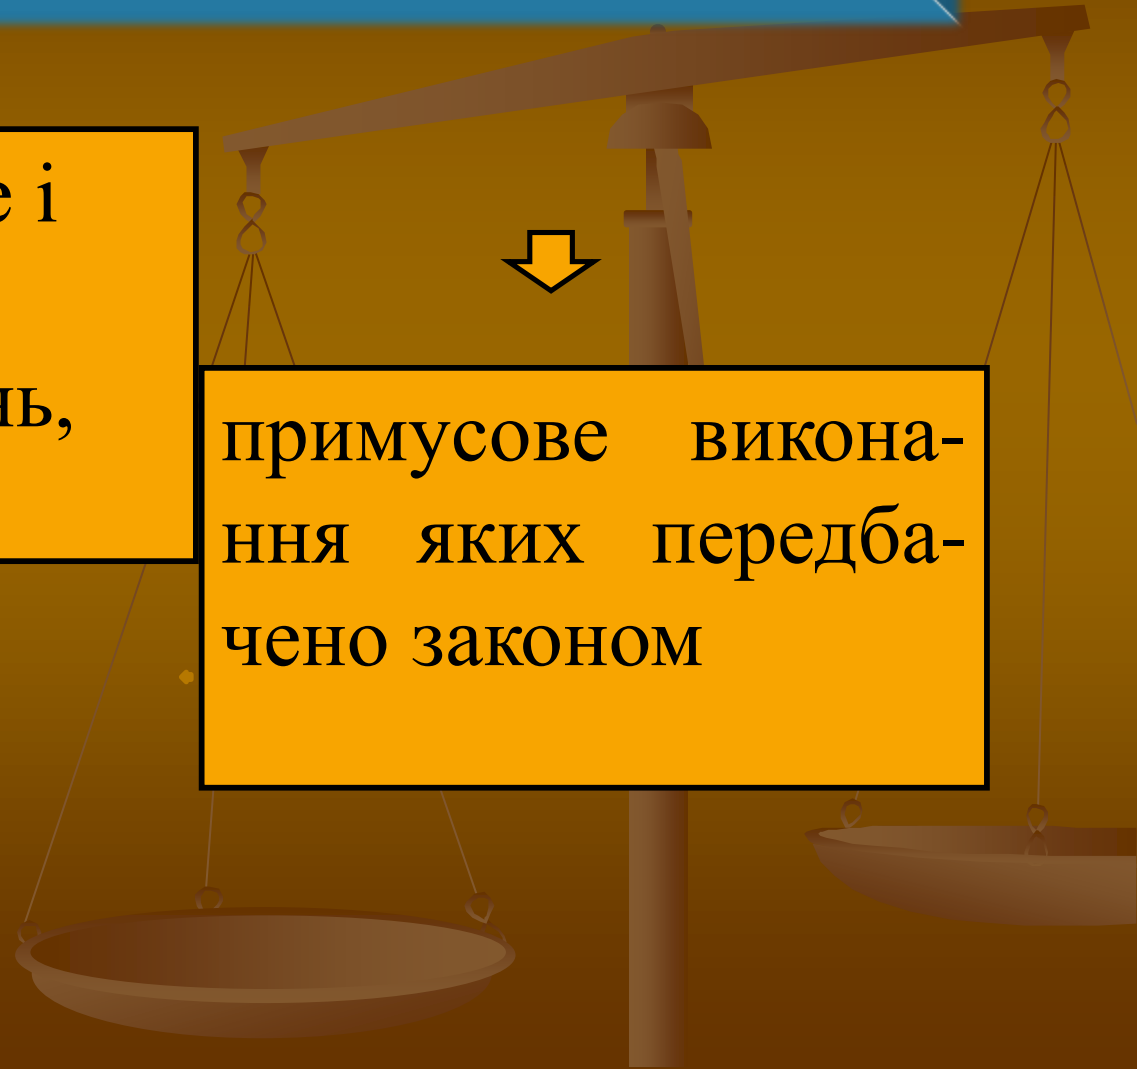 і
примусове викона-
ння яких передба-
чено законом